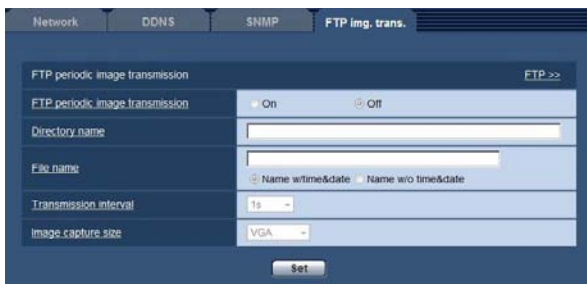 Network DDNS SNMP FTP img. trans.
FTP periodic image transmission FTP >>
FTP periodic image transmission On Off
Directory name
File name
Name w/time&date Name w/o time&date
Transmission interval 1s
Image capture size VGA
Set